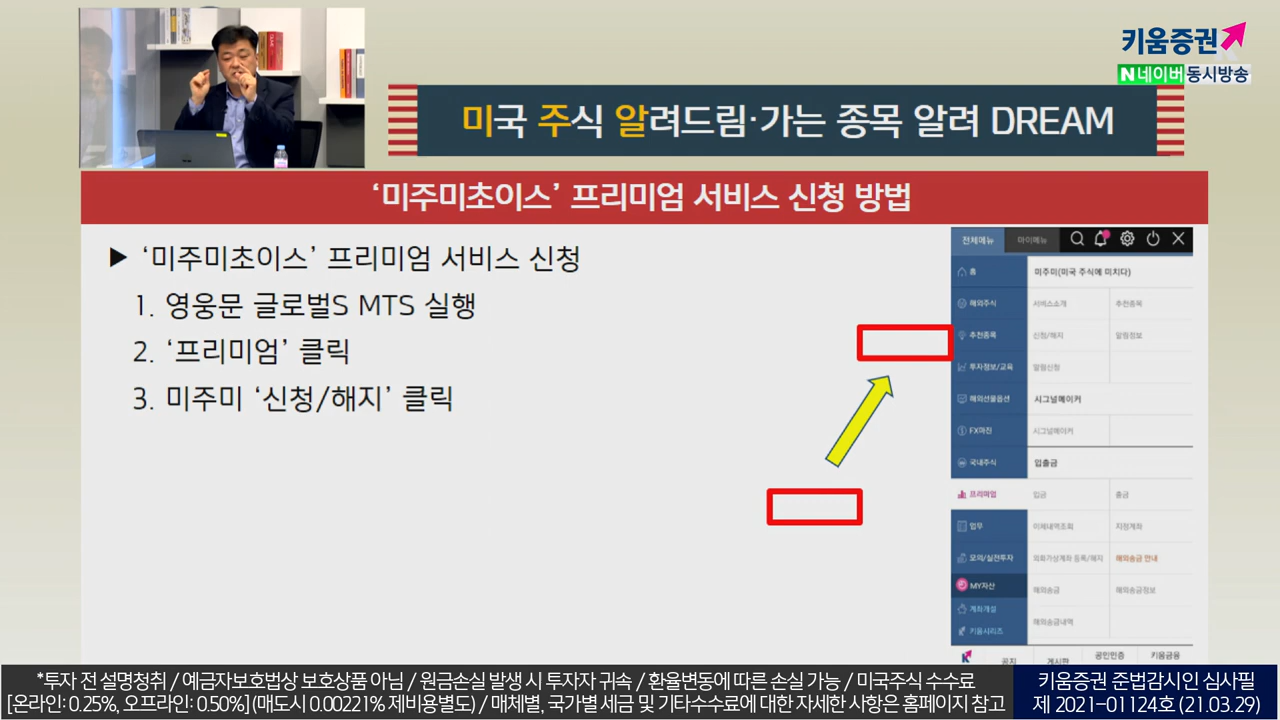 키움증권
N네이버 동시방송
미국 주식 알려드림·가는 종목 알려 DREAM
‘미주미초이스’ 프리미엄 서비스 신청 방법
▶ ‘미주미초이스’ 프리미엄 서비스 신청
1. 영웅문 글로벌S MTS 실행
2. ‘프리미엄’ 클릭
3. 미주미 ‘신청/해지’ 클릭
전체메뉴 마이메뉴
홈 미주미(미국 주식에 미치다)
해외주식 서비스소개 추천종목
추천종목 신청/해지 알림정보
투자정보/교육 알림신청
해외선물옵션 시그널메이커
FX마진 시그널메이커
국내주식 입출금
프리미엄 입금 출금
업무 이체내역조회 지정계좌
모의/실전투자 외화가상계좌 등록/해지 해외송금 안내
MY자산 해외송금 해외송금정보
계좌개설 해외송금내역
키움시리즈
공지 게시판 공인인증 키움금융
*투자 전 설명청취 / 예금자보호법상 보호상품 아님 / 원금손실 발생 시 투자자 귀속 / 환율변동에 따른 손실 가능 / 미국주식 수수료
[온라인: 0.25%, 오프라인: 0.50%] (매도시 0.00221% 제비용별도) / 매체별, 국가별 세금 및 기타수수료에 대한 자세한 사항은 홈페이지 참고
키움증권 준법감시인 심사필
제 2021-01124호 (21.03.29)